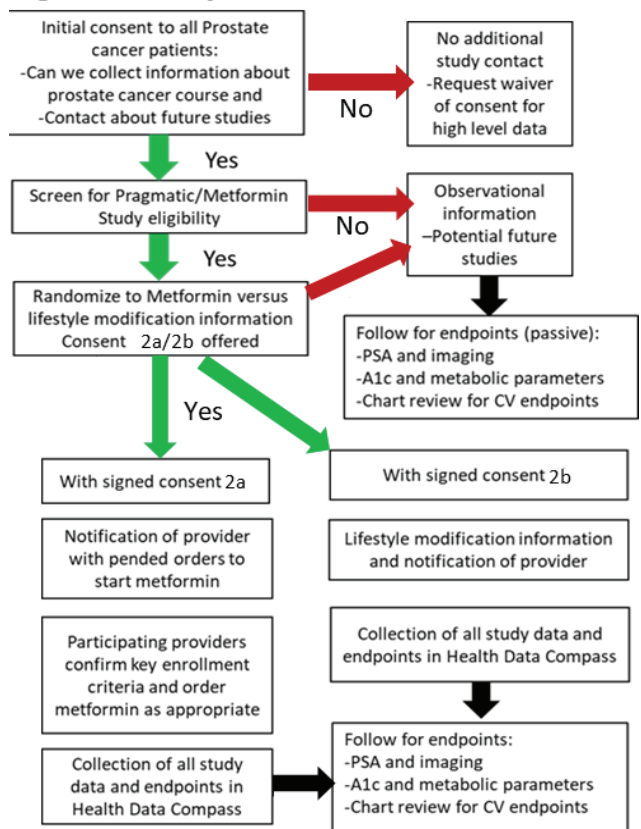 Initial consent to all Prostate
cancer patients:
-Can we collect information about
prostate cancer course and
-Contact about future studies
No
No additional
study contact
-Request waiver
of consent for
high level data
Yes
Screen for Pragmatic/Metformin
Study eligibility
No
Observational
information
–Potential future
studies
Yes
Randomize to Metformin versus
lifestyle modification information
Consent 2a/2b offered
Follow for endpoints (passive):
-PSA and imaging
-A1c and metabolic parameters
-Chart review for CV endpoints
Yes
With signed consent 2a
With signed consent 2b
Notification of provider
with pended orders to
start metformin
Lifestyle modification information
and notification of provider
Participating providers
confirm key enrollment
criteria and order
metformin as appropriate
Collection of all study data and
endpoints in Health Data Compass
Collection of all study
data and endpoints in
Health Data Compass
Follow for endpoints:
-PSA and imaging
-A1c and metabolic parameters
-Chart review for CV endpoints